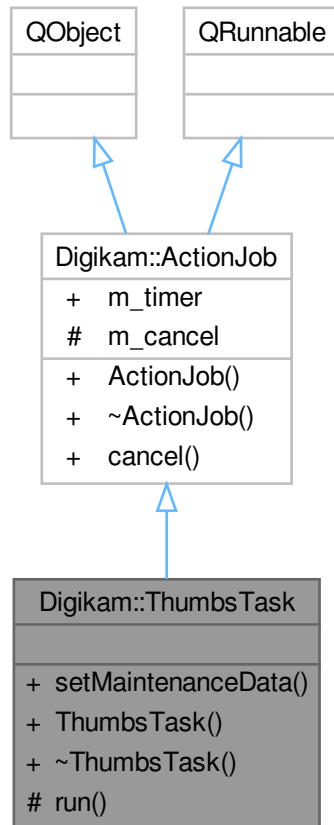 QObject
QRunnable
Digikam::ActionJob
+ m_timer
# m_cancel
+ ActionJob()
+ ~ActionJob()
+ cancel()
Digikam::ThumbsTask
+ setMaintenanceData()
+ ThumbsTask()
+ ~ThumbsTask()
# run()